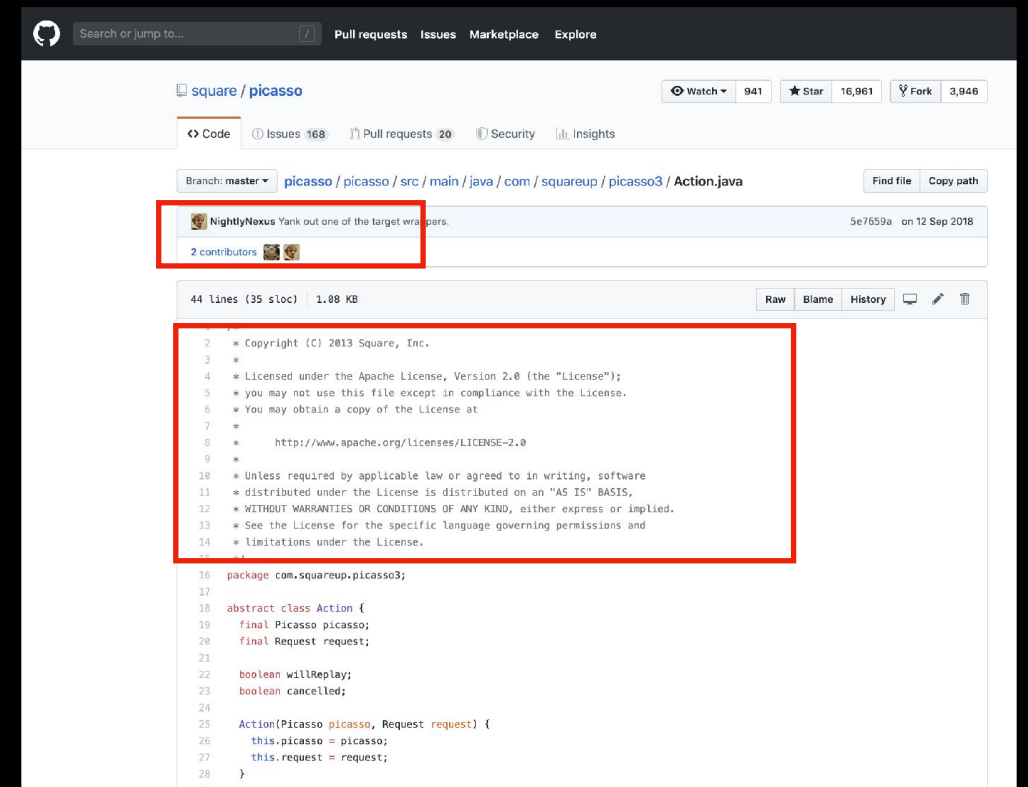 Search or jump to... / Pull requests Issues Marketplace Explore
square / picasso Watch 941 Star 16,961 Fork 3,946
Code Issues 168 Pull requests 20 Security Insights
Branch: master picasso / picasso / src / main / java / com / squareup / picasso3 / Action.java Find file Copy path
NightlyNexus Yank out one of the target wrappers. 5e7659a on 12 Sep 2018
2 contributors
44 lines (35 sloc) 1.08 KB Raw Blame History
2 * Copyright (C) 2013 Square, Inc.
3 *
4 * Licensed under the Apache License, Version 2.0 (the "License");
5 * you may not use this file except in compliance with the License.
6 * You may obtain a copy of the License at
7 *
8 * http://www.apache.org/licenses/LICENSE-2.0
9 *
10 * Unless required by applicable law or agreed to in writing, software
11 * distributed under the License is distributed on an "AS IS" BASIS,
12 * WITHOUT WARRANTIES OR CONDITIONS OF ANY KIND, either express or implied.
13 * See the License for the specific language governing permissions and
14 * limitations under the License.
15 */
16 package com.squareup.picasso3;
17
18 abstract class Action {
19 final Picasso picasso;
20 final Request request;
21
22 boolean willReplay;
23 boolean cancelled;
24
25 Action(Picasso picasso, Request request) {
26 this.picasso = picasso;
27 this.request = request;
28 }